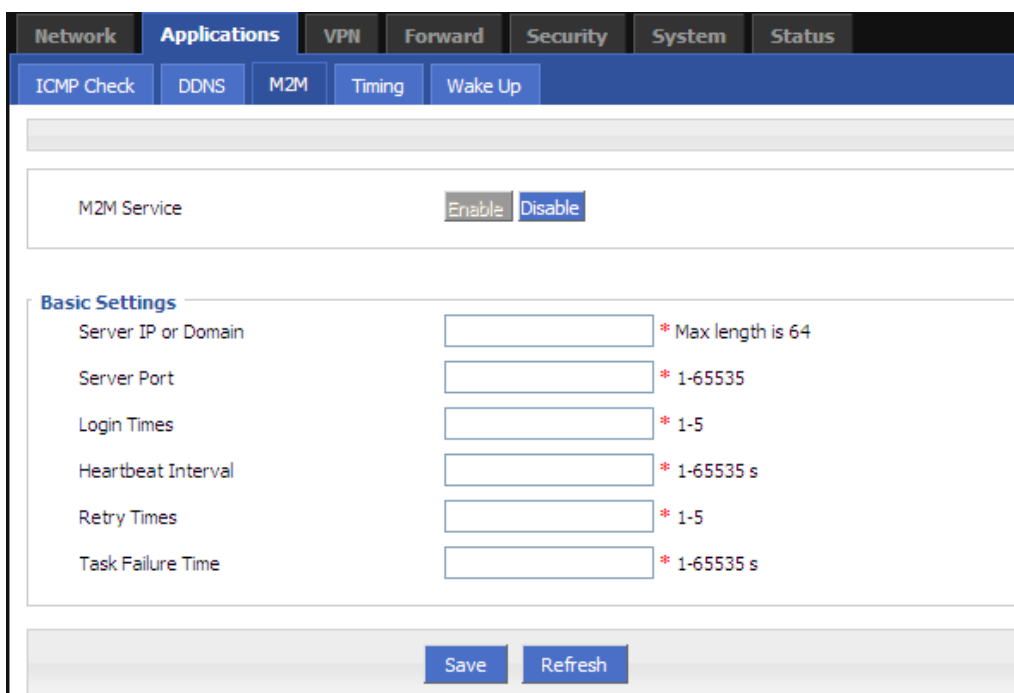 Network Applications VPN Forward Security System Status
ICMP Check DDNS M2M Timing Wake Up
M2M Service Enable Disable
Basic Settings
Server IP or Domain * Max length is 64
Server Port * 1-65535
Login Times * 1-5
Heartbeat Interval * 1-65535 s
Retry Times * 1-5
Task Failure Time * 1-65535 s
Save Refresh